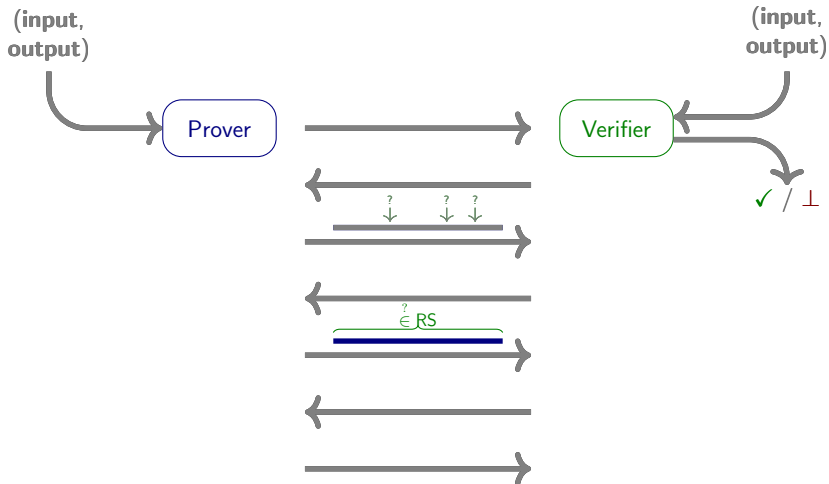 (input,
output)
(input,
output)
Prover
Verifier
✓ / ⊥
? ? ?
?
∈ RS